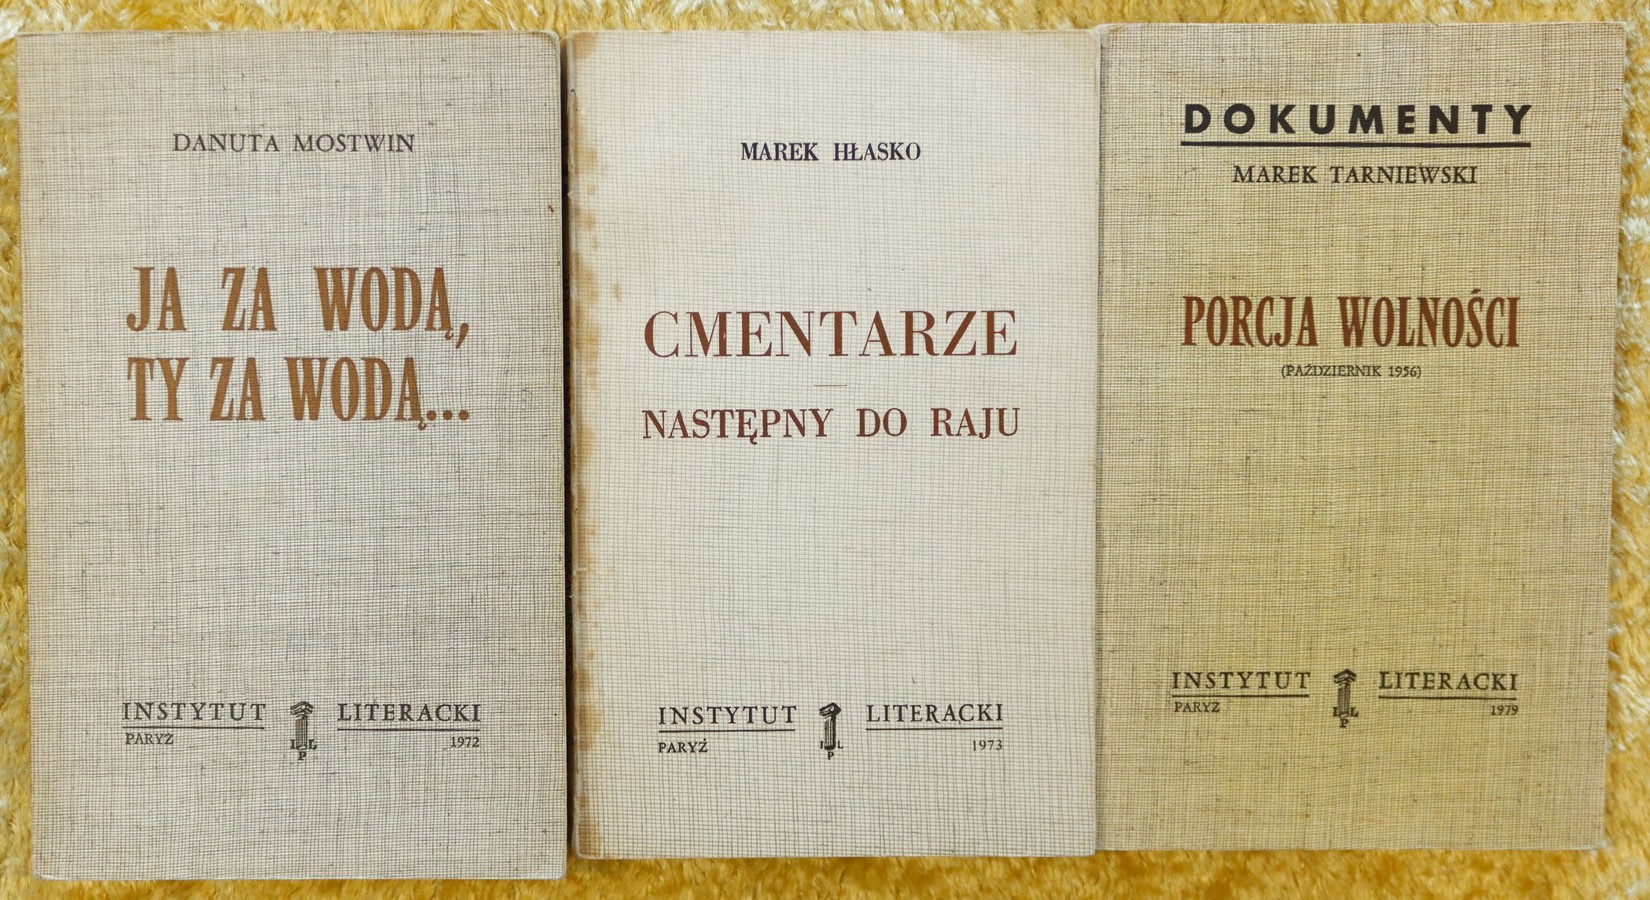 DANUTA MOSTWIN
JA ZA WODĄ,
TY ZA WODĄ...
INSTYTUT LITERACKI
PARYŻ 1972
I L
P
MAREK HŁASKO
CMENTARZE
NASTĘPNY DO RAJU
INSTYTUT LITERACKI
PARYŻ 1973
I L
P
DOKUMENTY
MAREK TARNIEWSKI
PORCJA WOLNOŚCI
(PAŹDZIERNIK 1956)
INSTYTUT LITERACKI
PARYŻ 1979
I L
P